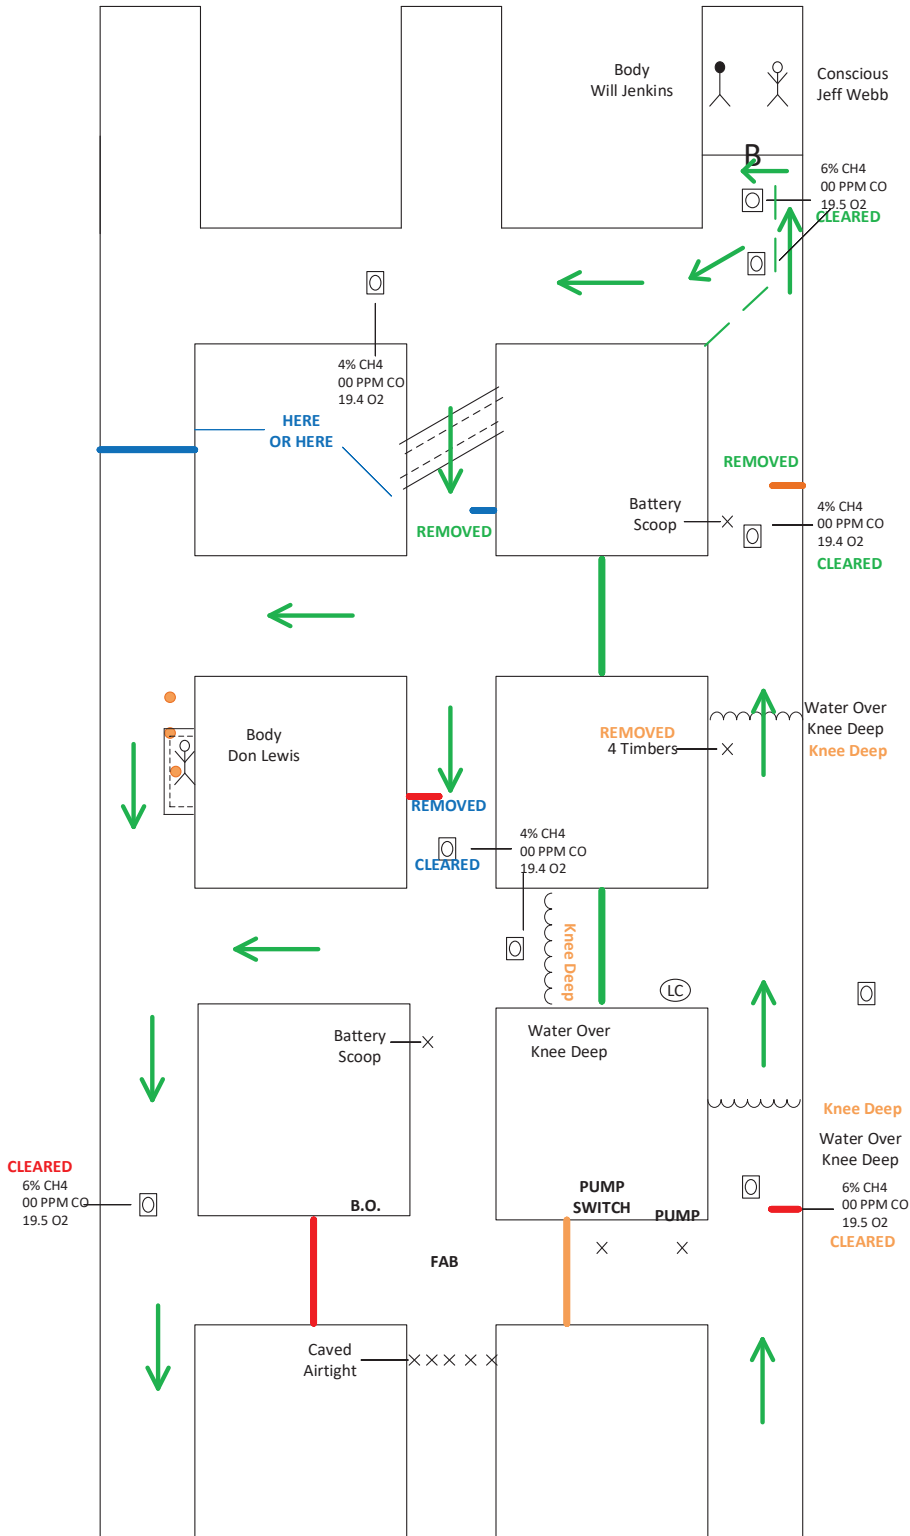 Body
Will Jenkins
Conscious
Jeff Webb
B
6% CH4
00 PPM CO
19.5 O2
CLEARED
4% CH4
00 PPM CO
19.4 O2
HERE
OR HERE
REMOVED
REMOVED
Battery
Scoop
4% CH4
00 PPM CO
19.4 O2
CLEARED
Body
Don Lewis
REMOVED
4 Timbers
Water Over
Knee Deep
Knee Deep
REMOVED
CLEARED
4% CH4
00 PPM CO
19.4 O2
Knee Deep
LC
Battery
Scoop
Water Over
Knee Deep
Knee Deep
Water Over
Knee Deep
CLEARED
6% CH4
00 PPM CO
19.5 O2
B.O.
PUMP
SWITCH
PUMP
6% CH4
00 PPM CO
19.5 O2
CLEARED
FAB
Caved
Airtight